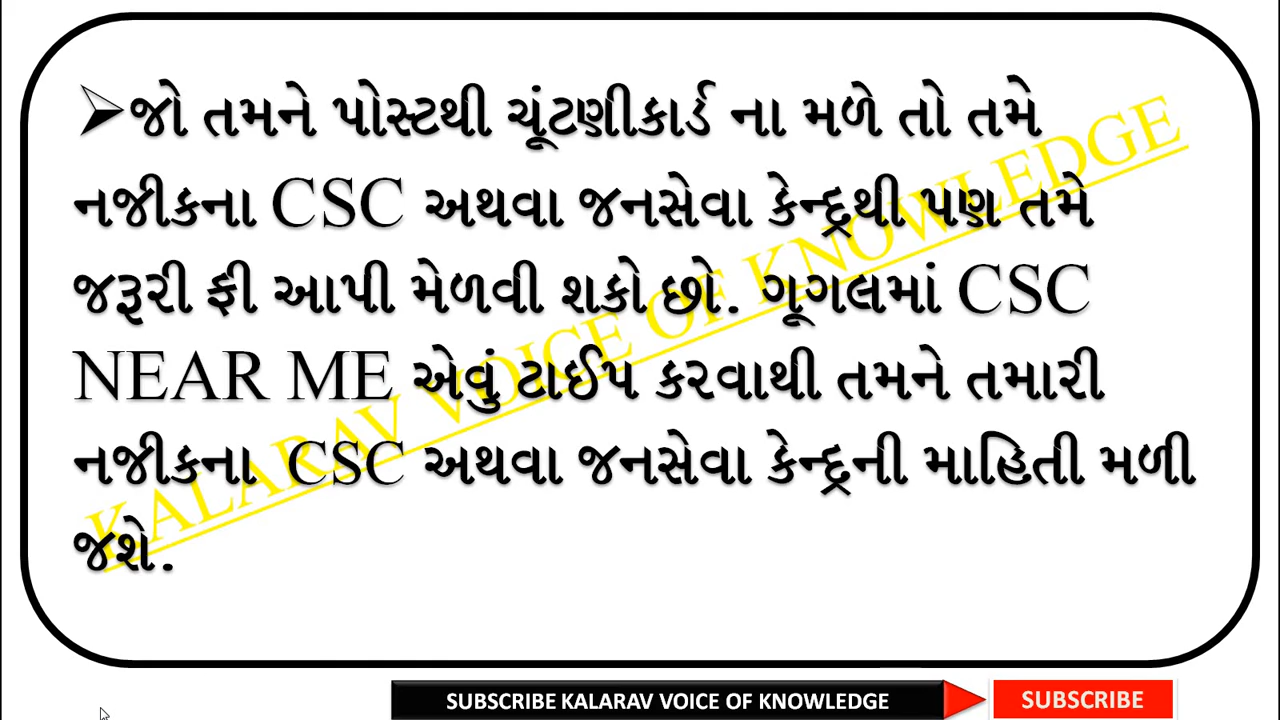 ➢જો તમને પોસ્ટથી ચૂંટણીકાર્ડ ના મળે તો તમે
નજીકના CSC અથવા જનસેવા કેન્દ્રથી પણ તમે
જરૂરી ફી આપી મેળવી શકો છો. ગૂગલમાં CSC
NEAR ME એવું ટાઈપ કરવાથી તમને તમારી
નજીકના CSC અથવા જનસેવા કેન્દ્રની માહિતી મળી
જશે.
KALARAV VOICE OF KNOWLEDGE
SUBSCRIBE KALARAV VOICE OF KNOWLEDGE
SUBSCRIBE